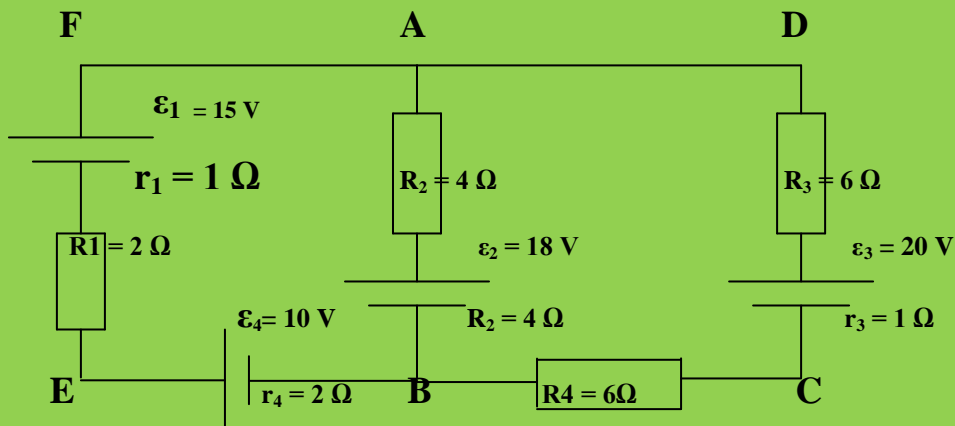 F A D
ε₁ = 15 V
r₁ = 1 Ω
R₂ = 4 Ω
R₃ = 6 Ω
R1 = 2 Ω
ε₂ = 18 V
ε₃ = 20 V
ε₄= 10 V
R₂ = 4 Ω
r₃ = 1 Ω
E
r₄ = 2 Ω
B
R4 = 6Ω
C